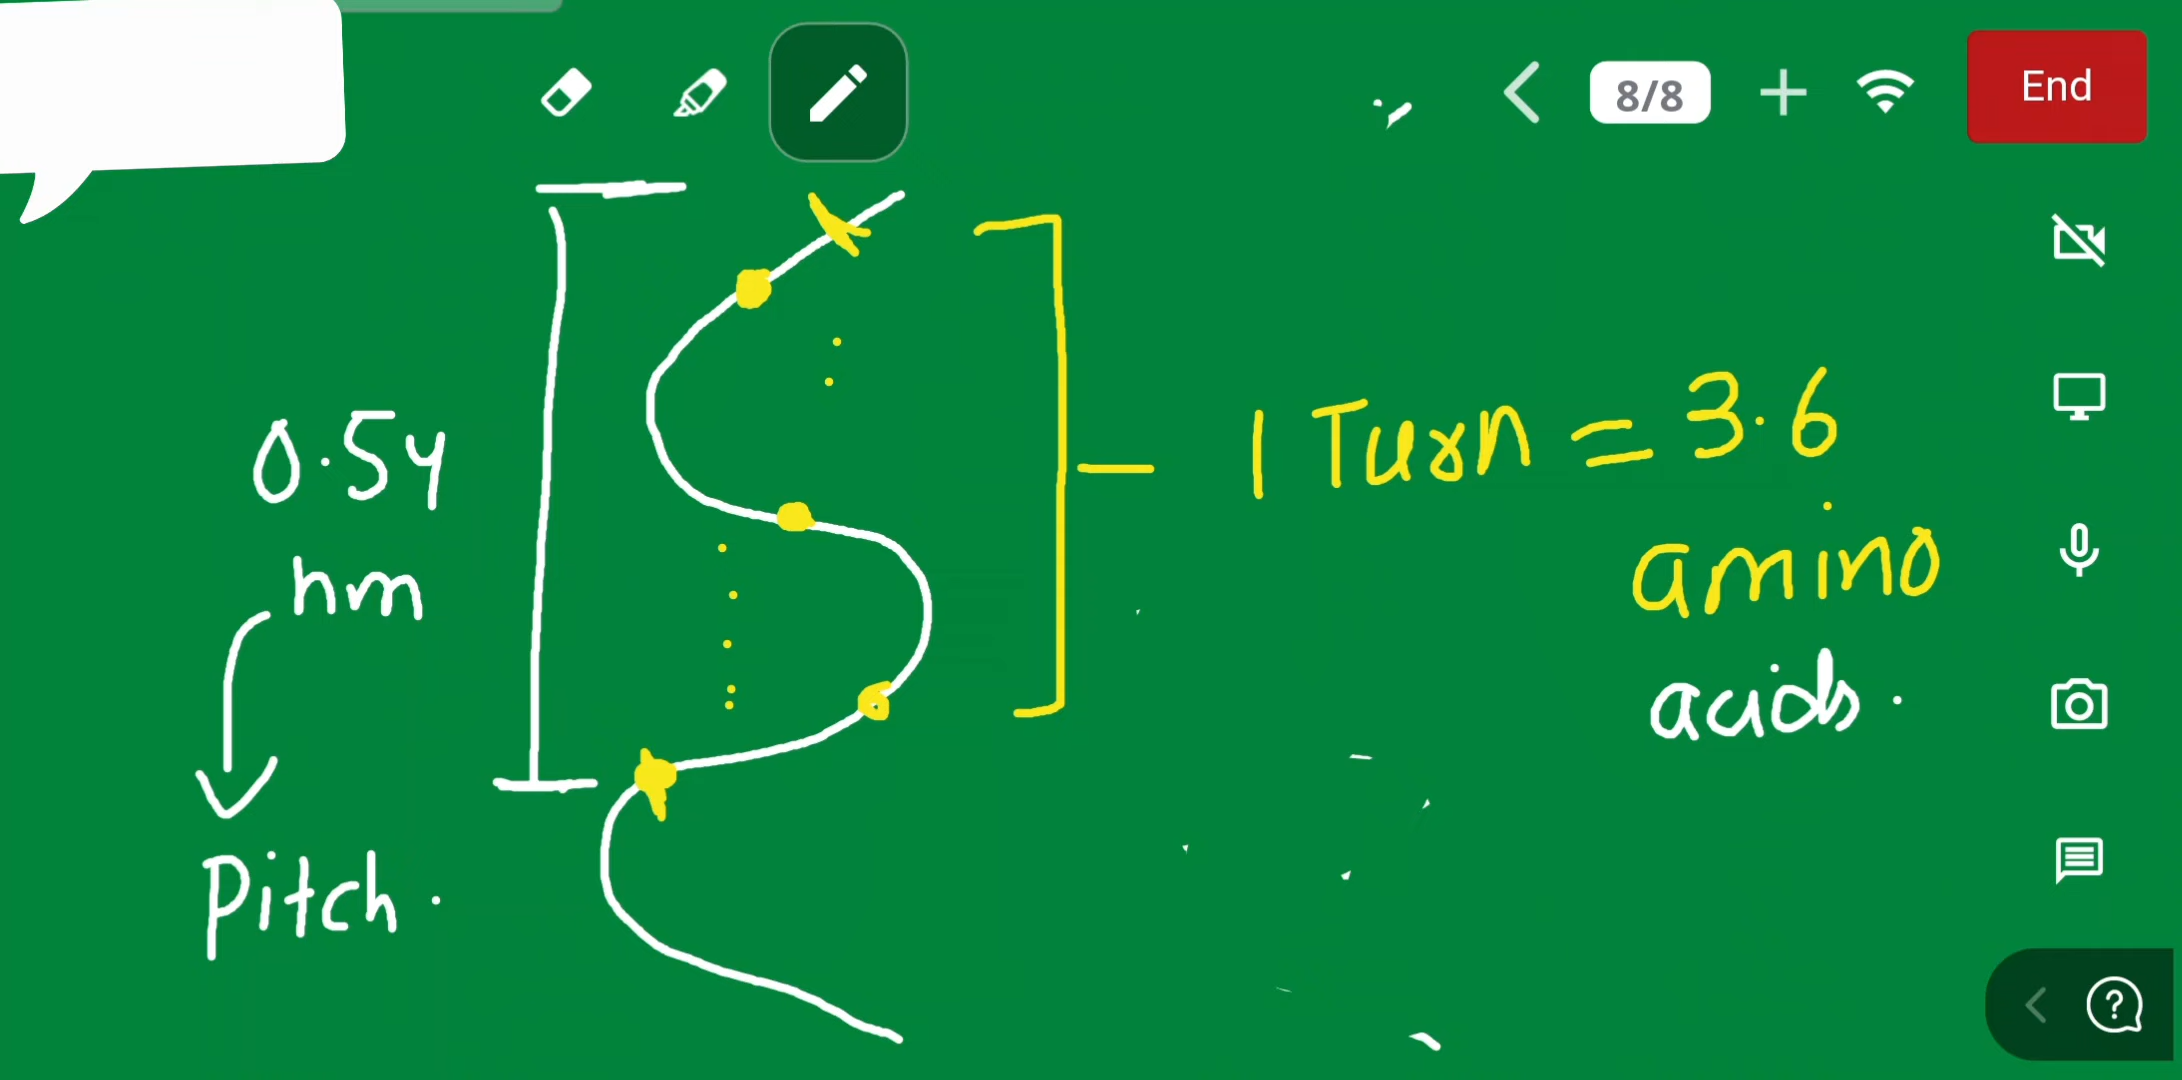 8/8
End
0.54
nm
Pitch.
1 Turn = 3.6
amino
acids.